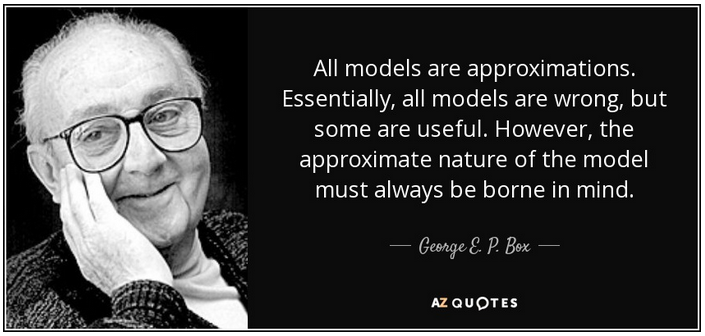 All models are approximations.
Essentially, all models are wrong, but
some are useful. However, the
approximate nature of the model
must always be borne in mind.
George E. P. Box
AZ QUOTES